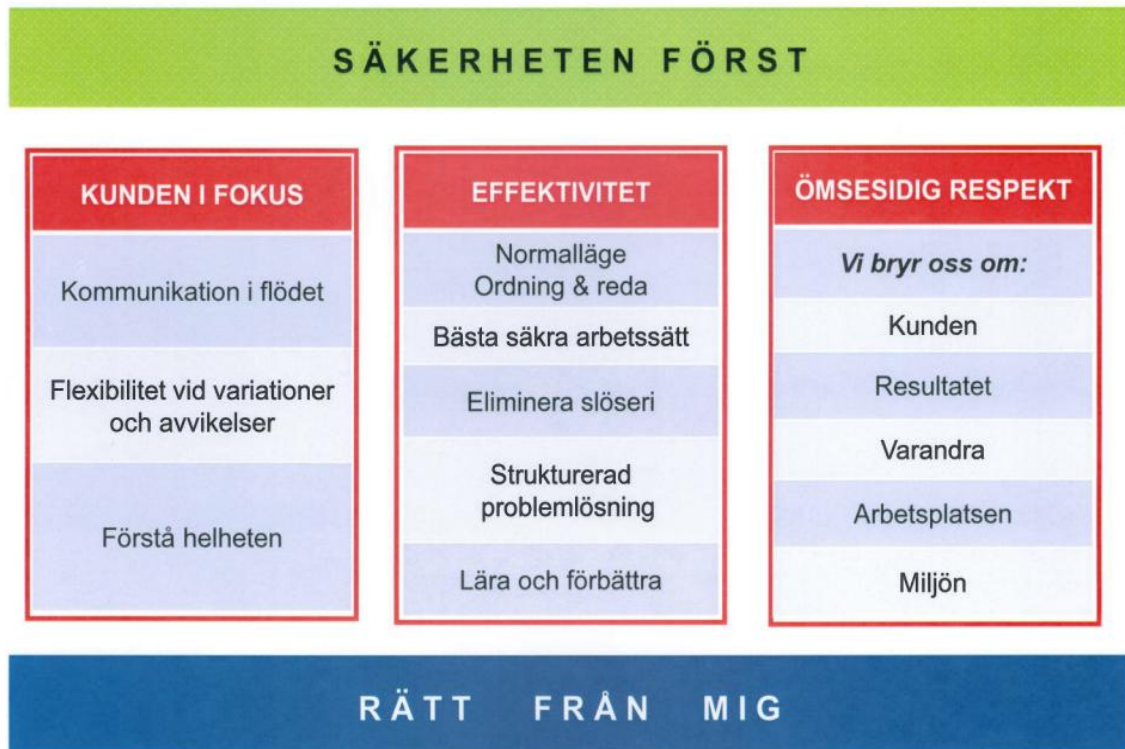 SÄKERHETEN FÖRST
KUNDEN I FOKUS
Kommunikation i flödet
Flexibilitet vid variationer
och avvikelser
Förstå helheten
EFFEKTIVITET
Normalläge
Ordning & reda
Bästa säkra arbetssätt
Eliminera slöseri
Strukturerad
problemlösning
Lära och förbättra
ÖMSESIDIG RESPEKT
Vi bryr oss om:
Kunden
Resultatet
Varandra
Arbetsplatsen
Miljön
RÄTT FRÅN MIG